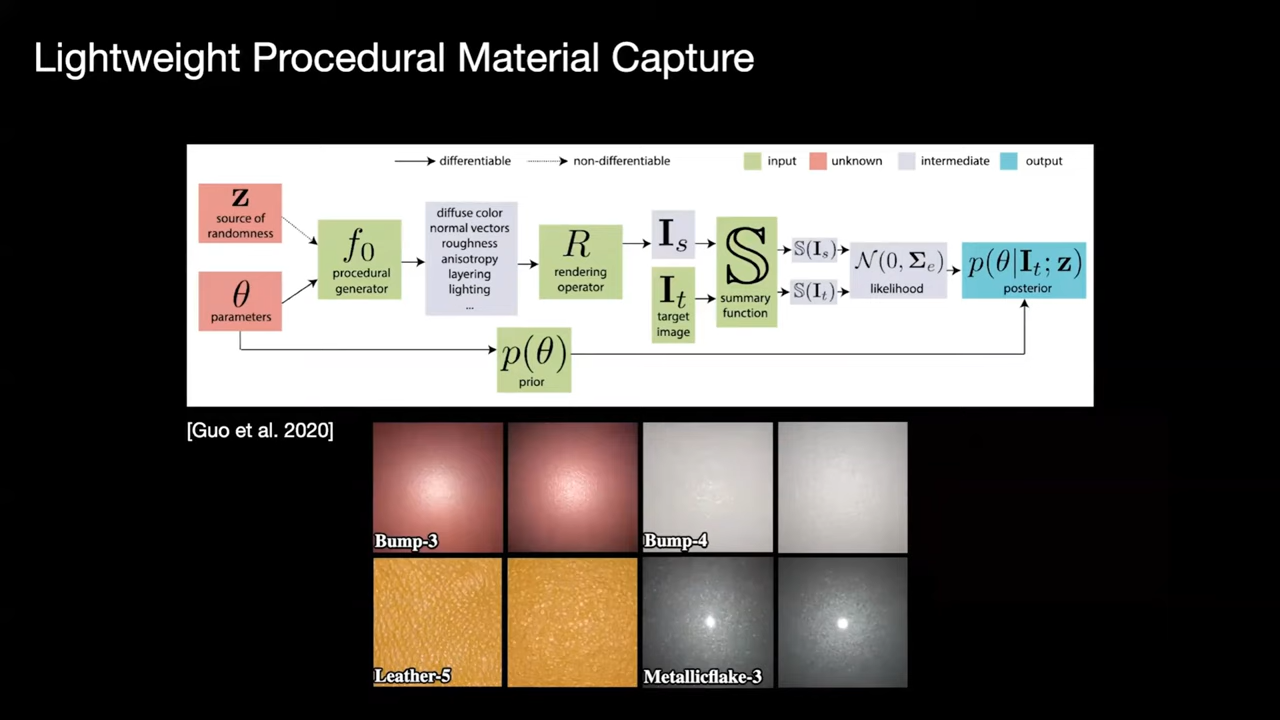 Lightweight Procedural Material Capture
differentiable
non-differentiable
input
unknown
intermediate
output
z
source of
randomness
θ
parameters
f₀
procedural
generator
diffuse color
normal vectors
roughness
anisotropy
layering
lighting
...
R
rendering
operator
Iₛ
Iₜ
target
image
𝕊
summary
function
𝕊(Iₛ)
𝕊(Iₜ)
𝒩(0, Σₑ)
likelihood
p(θ|Iₜ; z)
posterior
p(θ)
prior
[Guo et al. 2020]
Bump-3
Bump-4
Leather-5
Metallicflake-3